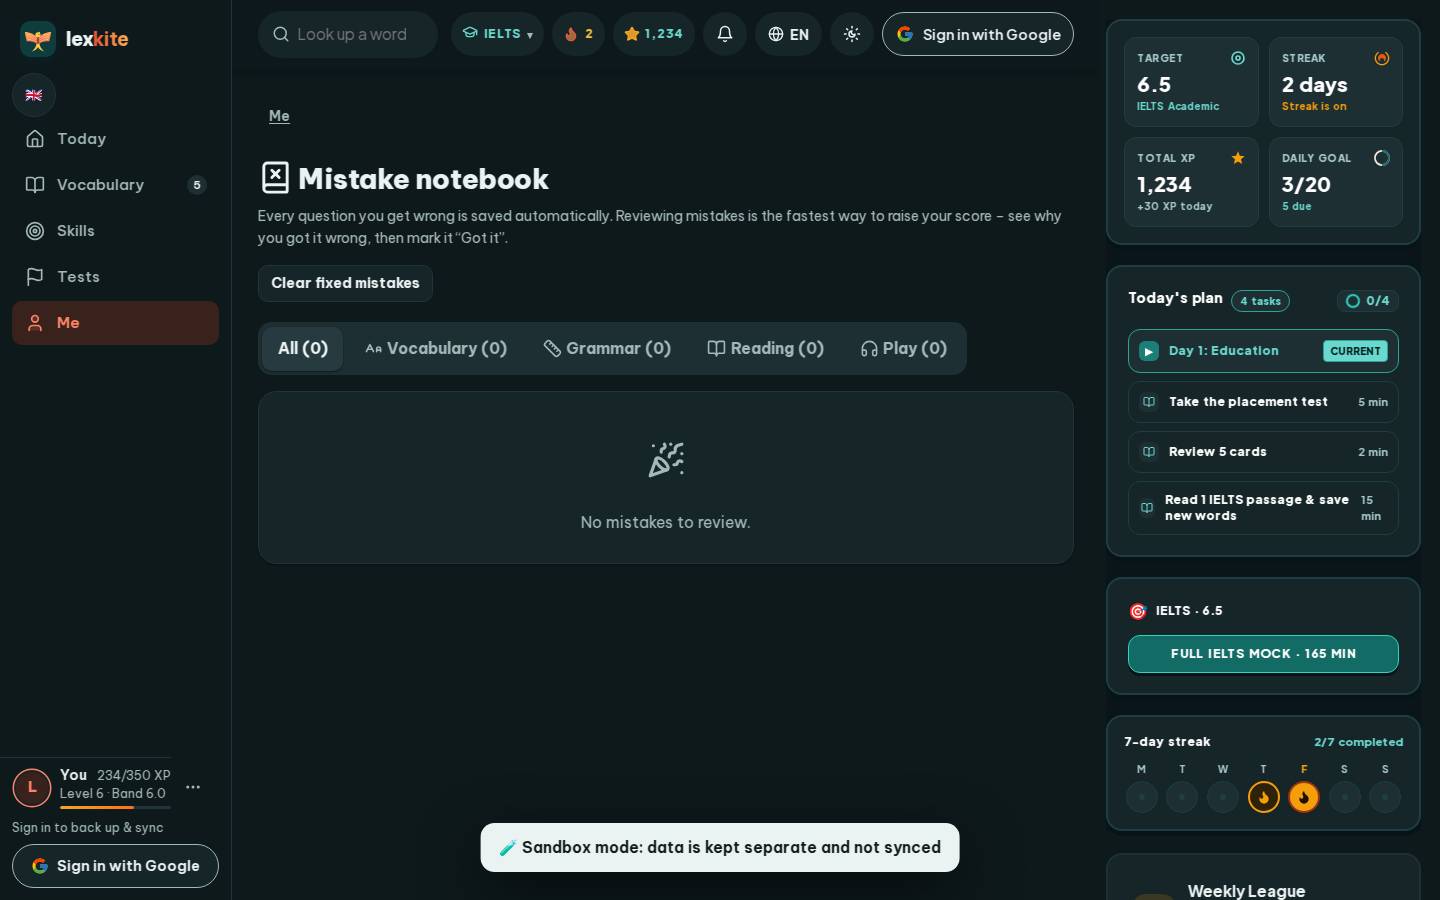 lexkite
Today
Vocabulary 5
Skills
Tests
Me
You 234/350 XP
Level 6 · Band 6.0
Sign in to back up & sync
Sign in with Google
Look up a word
IELTS ▾
2
1,234
EN
Sign in with Google
Me
Mistake notebook
Every question you get wrong is saved automatically. Reviewing mistakes is the fastest way to raise your score – see why
you got it wrong, then mark it “Got it”.
Clear fixed mistakes
All (0)
Vocabulary (0)
Grammar (0)
Reading (0)
Play (0)
No mistakes to review.
Sandbox mode: data is kept separate and not synced
TARGET
6.5
IELTS Academic
STREAK
2 days
Streak is on
TOTAL XP
1,234
+30 XP today
DAILY GOAL
3/20
5 due
Today's plan 4 tasks 0/4
Day 1: Education CURRENT
Take the placement test 5 min
Review 5 cards 2 min
Read 1 IELTS passage & save 15
new words min
IELTS · 6.5
FULL IELTS MOCK · 165 MIN
7-day streak 2/7 completed
M T W T F S S
Weekly League
L